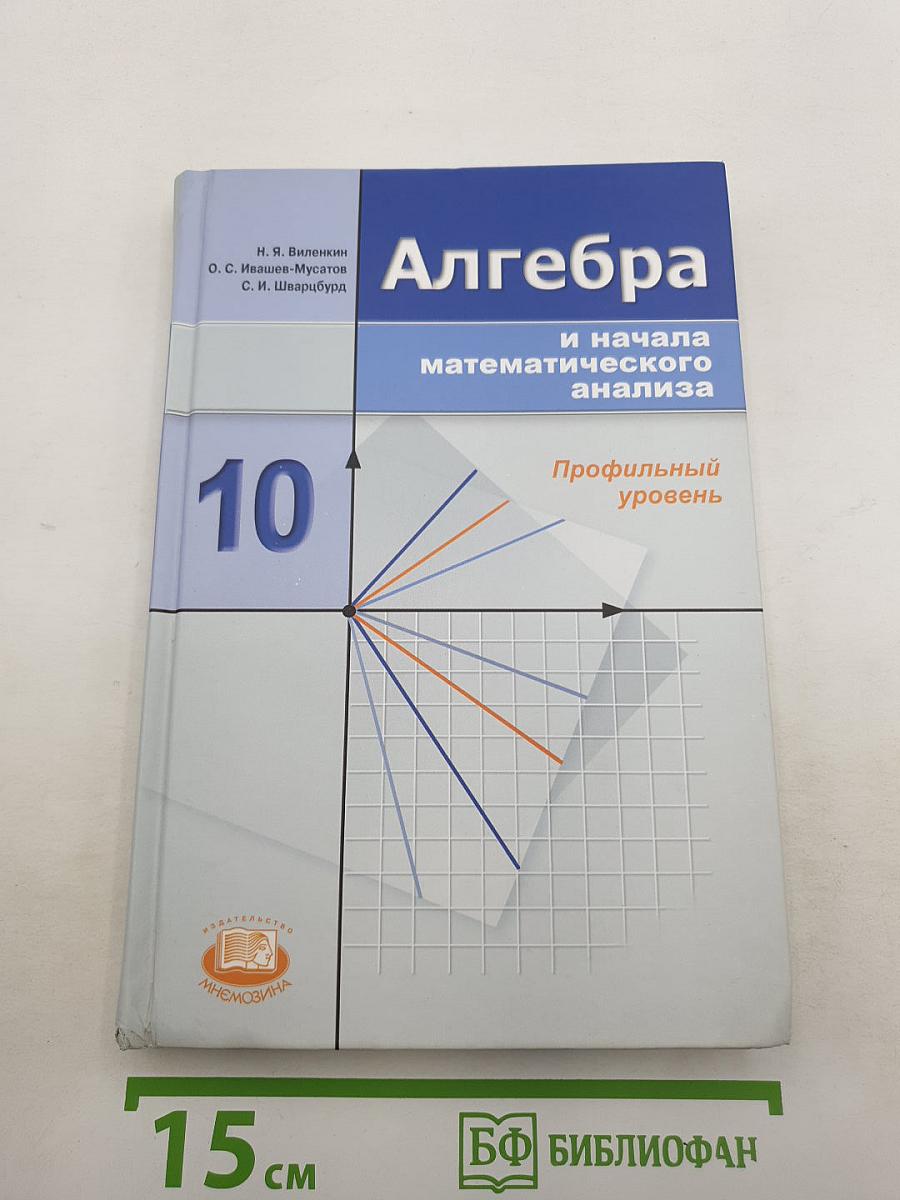 Н. Я. Виленкин
О. С. Ивашев-Мусатов
С. И. Шварцбурд
Алгебра
и начала
математического
анализа
10
Профильный
уровень
ИЗДАТЕЛЬСТВО
МНЕМОЗИНА
15 см
БФ БИБЛИОФАН